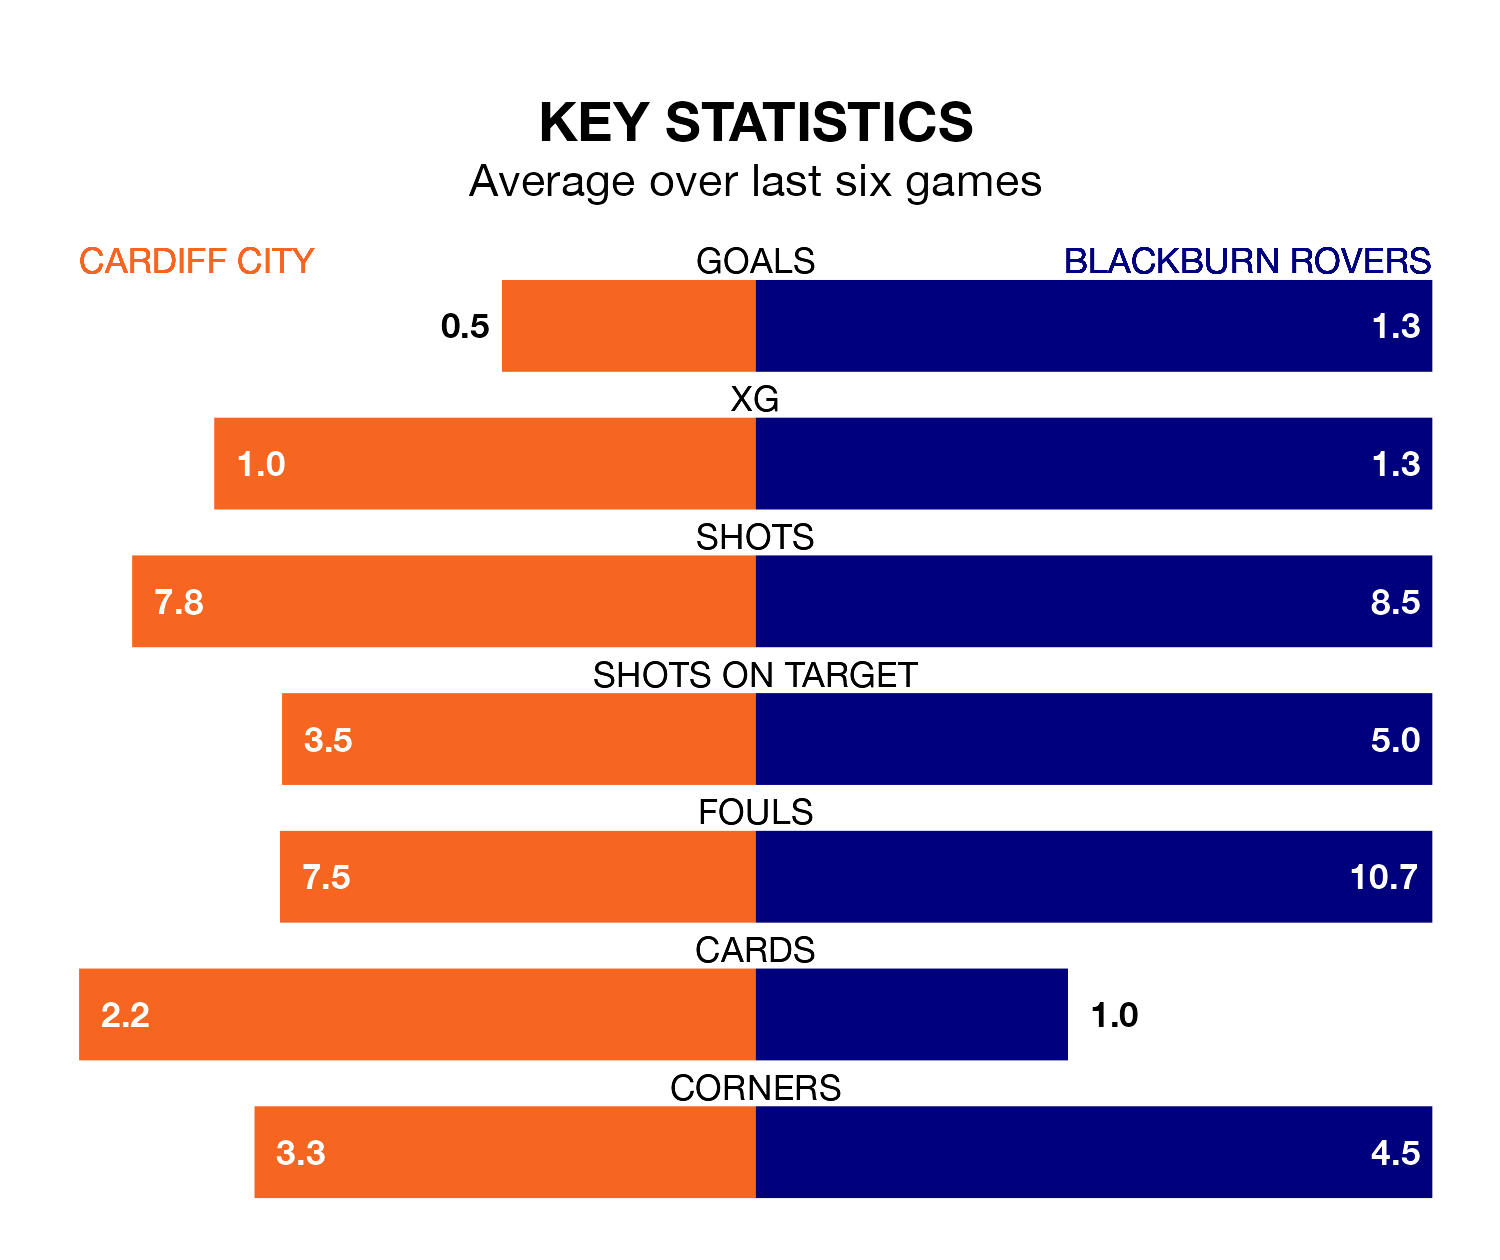 KEY STATISTICS
Average over last six games
CARDIFF CITY GOALS BLACKBURN ROVERS
0.5 1.3
XG
1.0 1.3
SHOTS
7.8 8.5
SHOTS ON TARGET
3.5 5.0
FOULS
7.5 10.7
CARDS
2.2 1.0
CORNERS
3.3 4.5